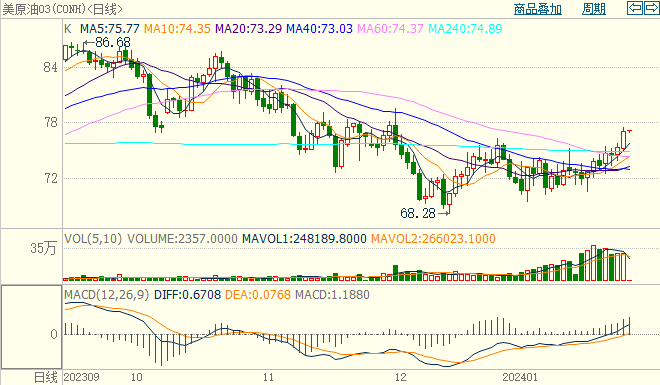 美原油03(CONH)<日线> 商品叠加 周期
K MA5:75.77 MA10:74.35 MA20:73.29 MA40:73.03 MA60:74.37 MA240:74.89
86.68
84
78
72
68.28
VOL(5,10) VOLUME:2357.0000 MAVOL1:248189.8000 MAVOL2:266023.1000
35万
MACD(12,26,9) DIFF:0.6708 DEA:0.0768 MACD:1.1880
0
日线 202309 10 11 12 202401